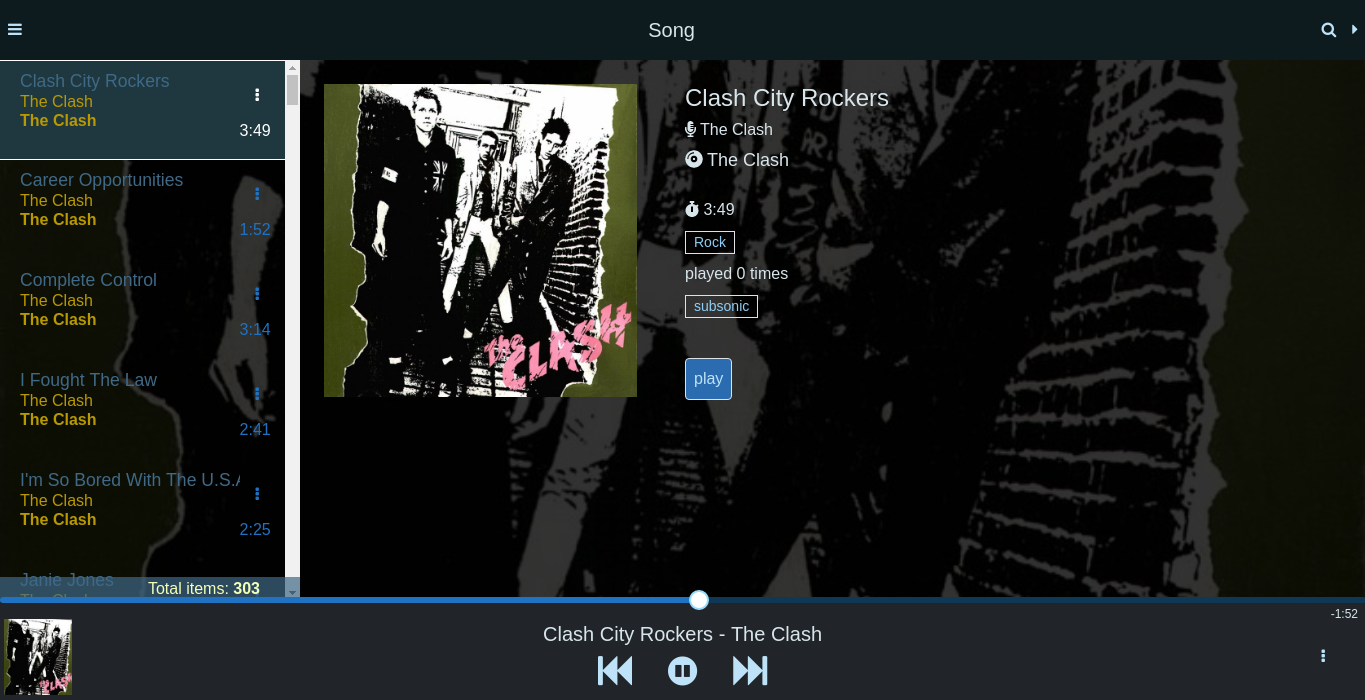 Song
Clash City Rockers
The Clash
The Clash
3:49
Career Opportunities
The Clash
The Clash
1:52
Complete Control
The Clash
The Clash
3:14
I Fought The Law
The Clash
The Clash
2:41
I'm So Bored With The U.S.A
The Clash
The Clash
2:25
Janie Jones
The Clash
Total items: 303
the CLASH
Clash City Rockers
The Clash
The Clash
3:49
Rock
played 0 times
subsonic
play
-1:52
Clash City Rockers - The Clash